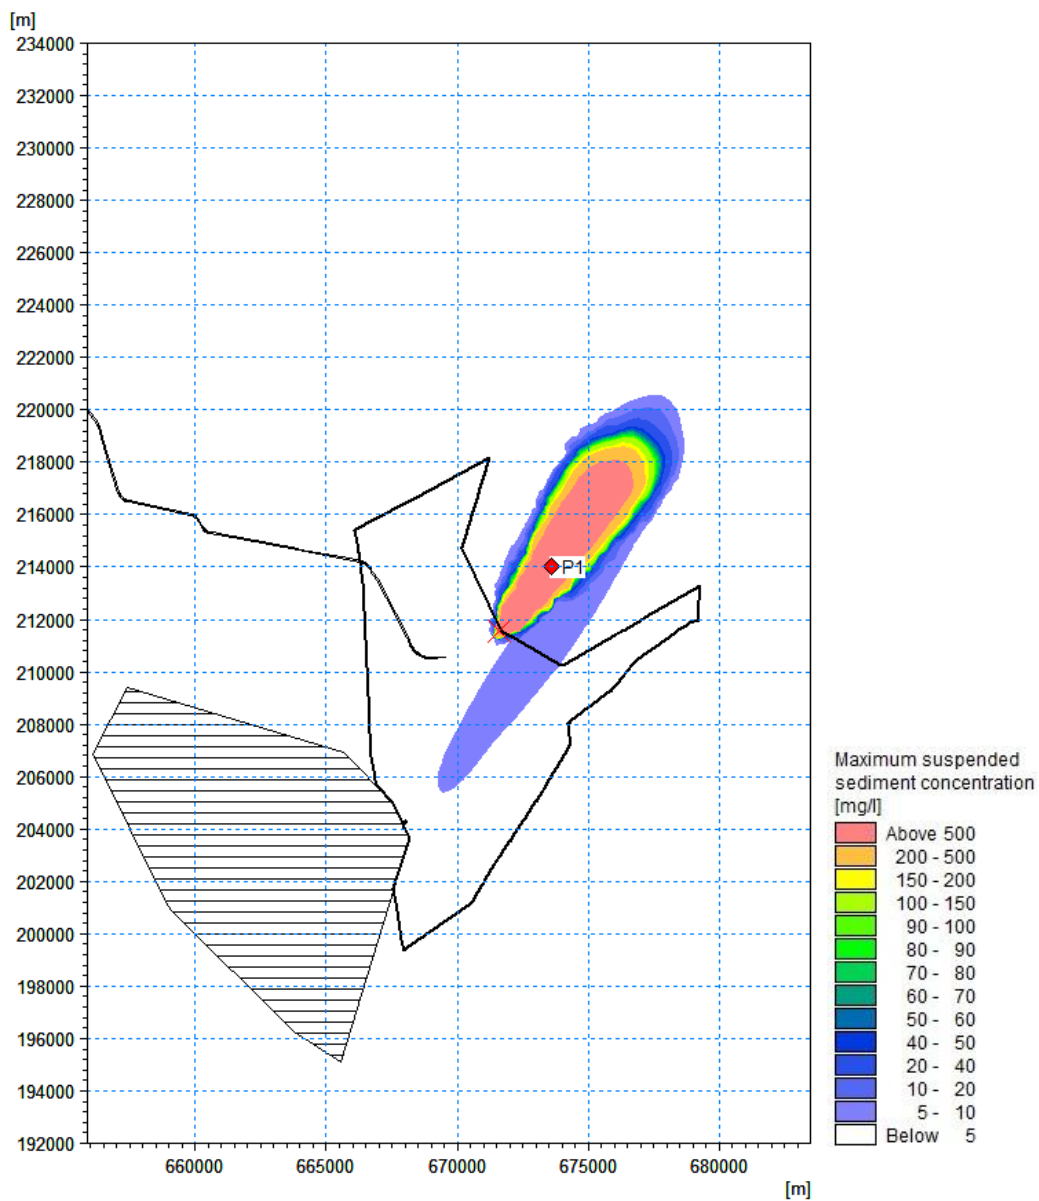 [m]
234000
232000
230000
228000
226000
224000
222000
220000
218000
216000
214000
212000
210000
208000
206000
204000
202000
200000
198000
196000
194000
192000
660000 665000 670000 675000 680000
[m]
P1
Maximum suspended
sediment concentration
[mg/l]
Above 500
200 - 500
150 - 200
100 - 150
90 - 100
80 - 90
70 - 80
60 - 70
50 - 60
40 - 50
20 - 40
10 - 20
5 - 10
Below 5